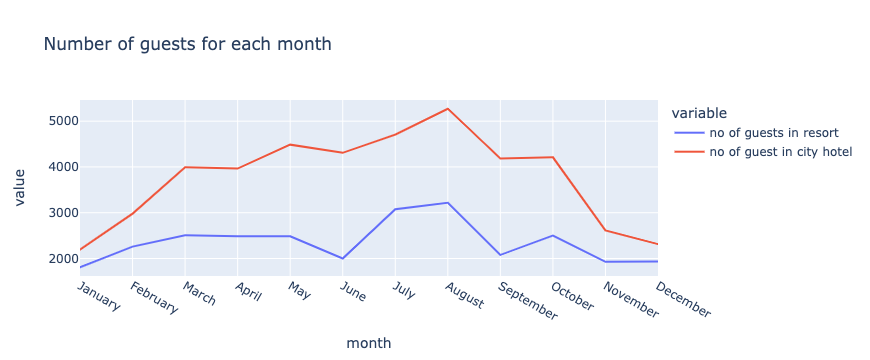 Number of guests for each month
value
5000
4000
3000
2000
January
February
March
April
May
June
July
August
September
October
November
December
month
variable
no of guests in resort
no of guest in city hotel